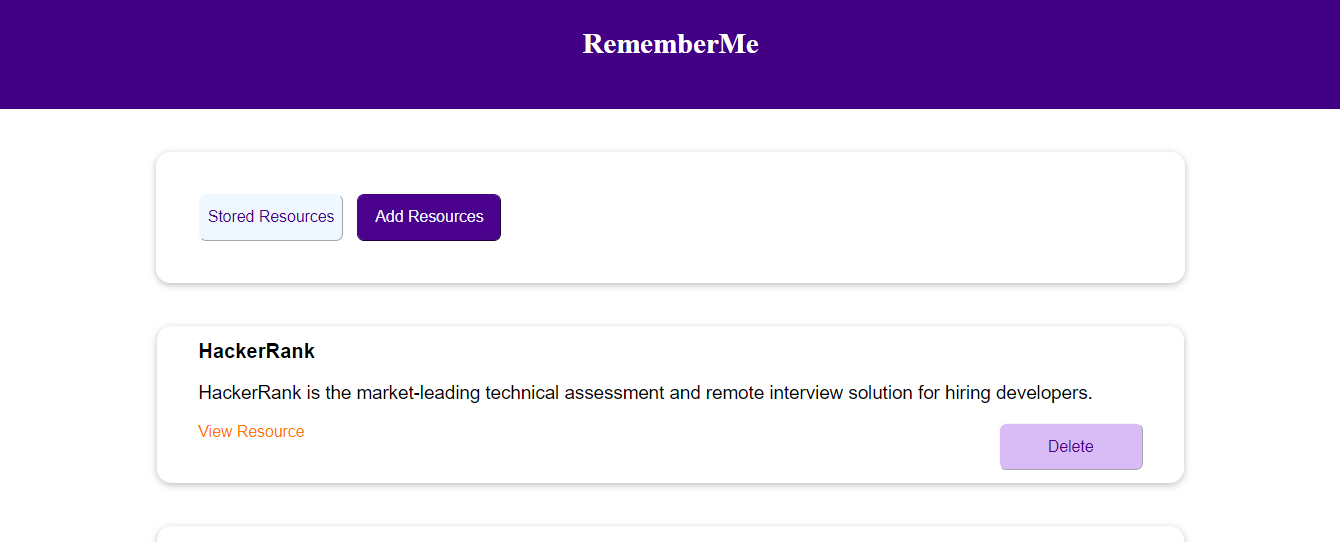 RememberMe
Stored Resources
Add Resources
HackerRank
HackerRank is the market-leading technical assessment and remote interview solution for hiring developers.
View Resource
Delete